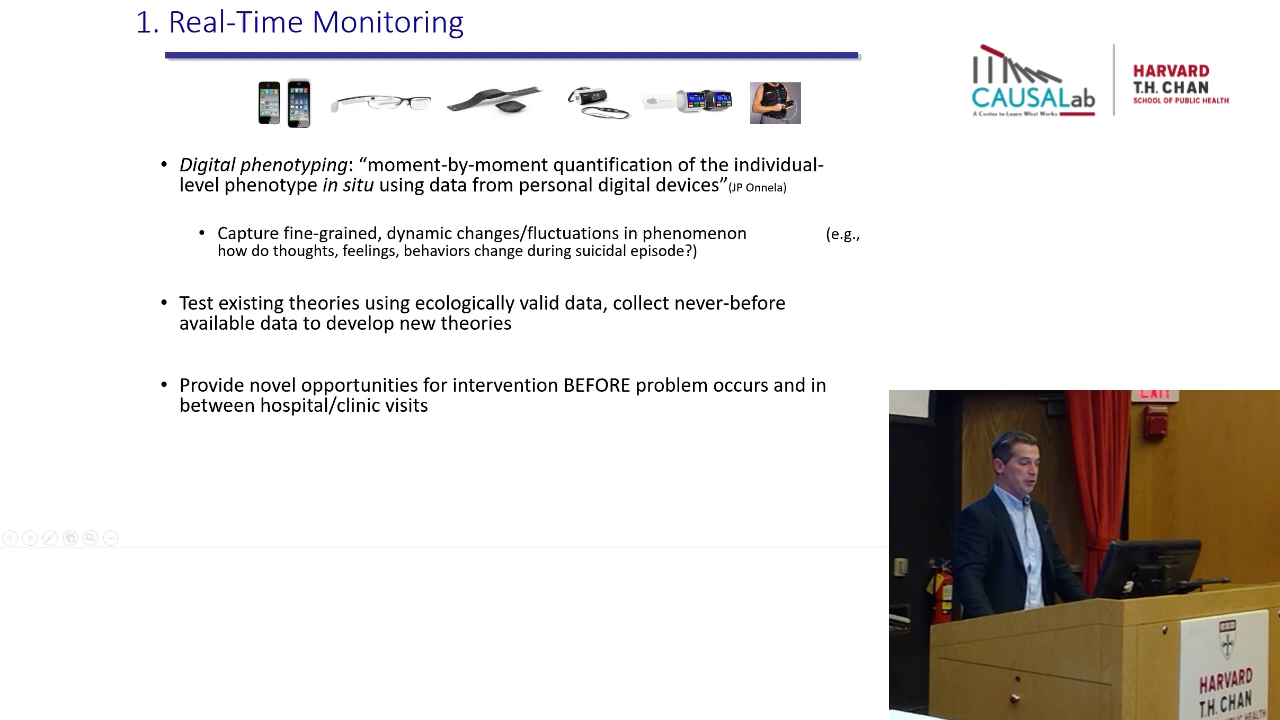 1. Real-Time Monitoring
CAUSALab
A Center to Learn What Works
HARVARD
T.H. CHAN
SCHOOL OF PUBLIC HEALTH
• Digital phenotyping: “moment-by-moment quantification of the individual-
level phenotype in situ using data from personal digital devices”(JP Onnela)
• Capture fine-grained, dynamic changes/fluctuations in phenomenon (e.g.,
how do thoughts, feelings, behaviors change during suicidal episode?)
• Test existing theories using ecologically valid data, collect never-before
available data to develop new theories
• Provide novel opportunities for intervention BEFORE problem occurs and in
between hospital/clinic visits
EXIT
HARVARD
T.H. CHAN